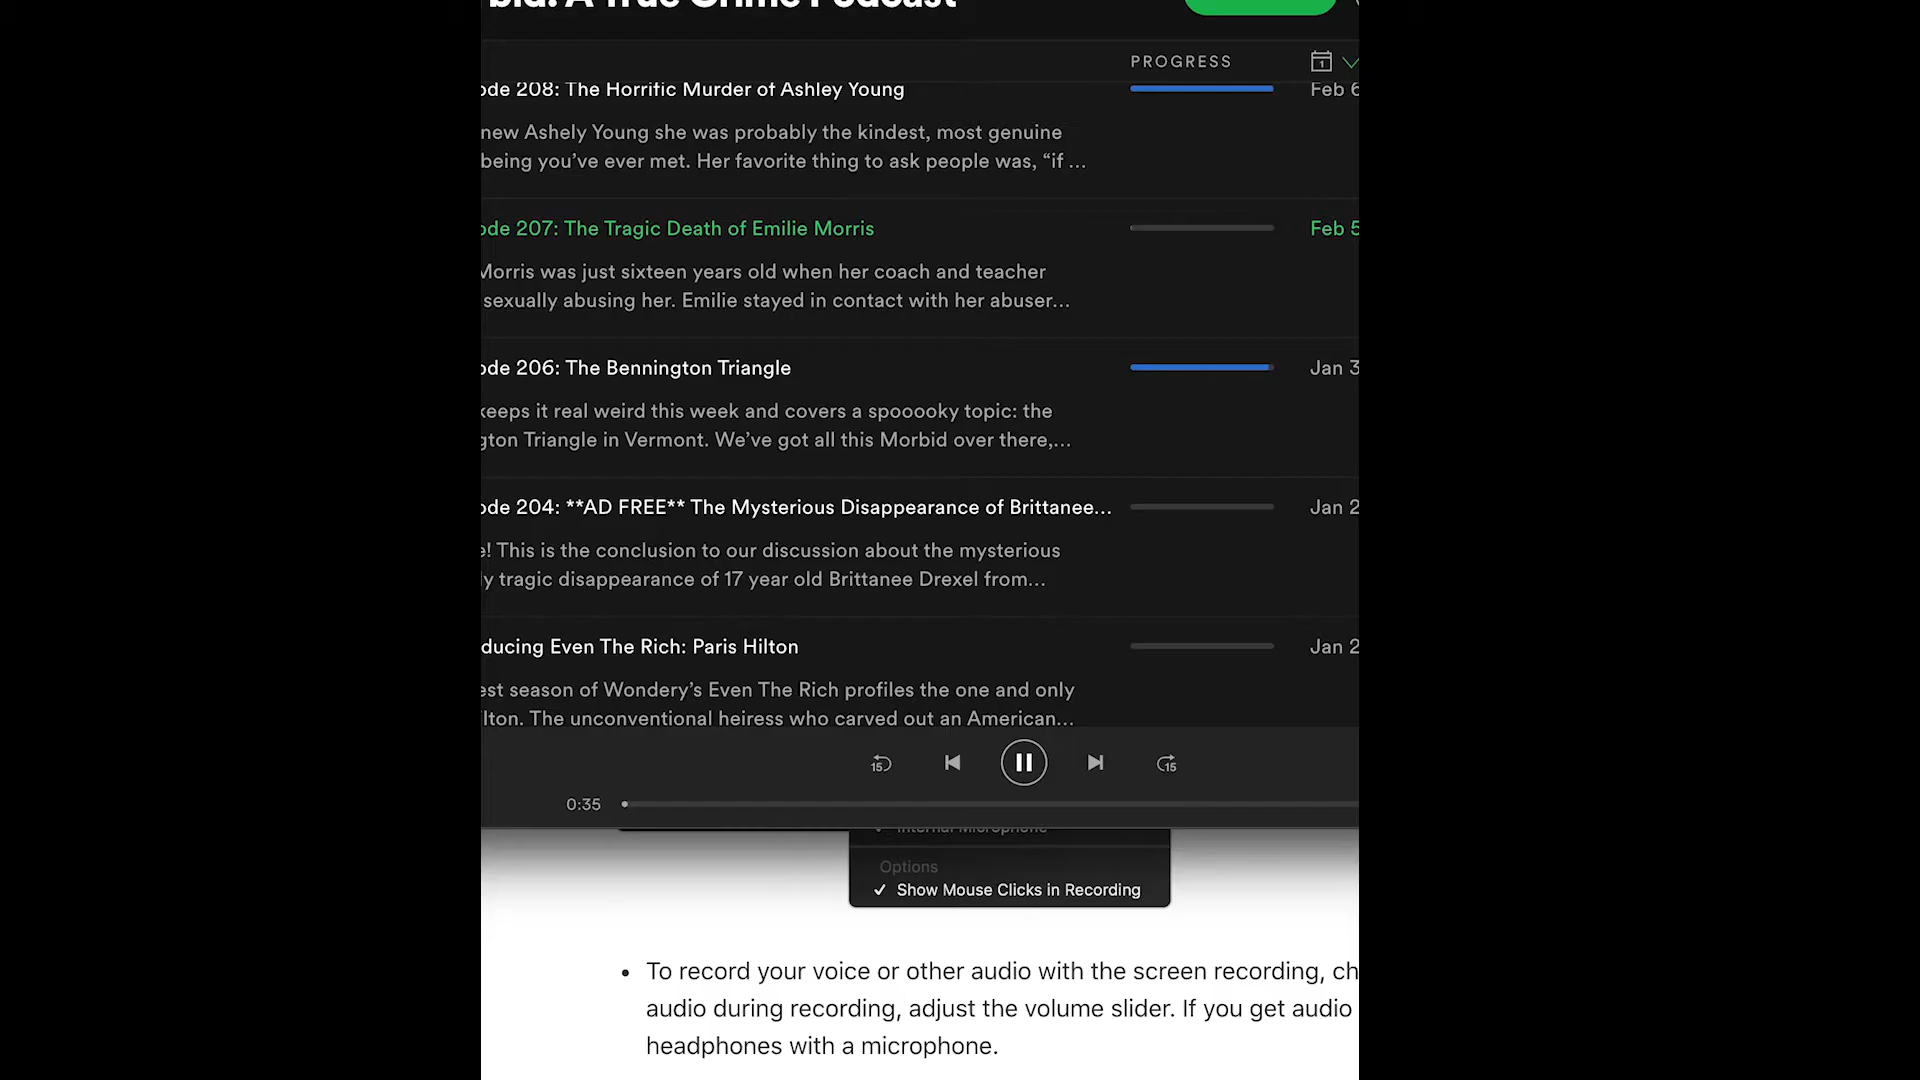 bid: A True Crime Podcast
PROGRESS
ode 208: The Horrific Murder of Ashley Young
Feb 6
new Ashely Young she was probably the kindest, most genuine
being you’ve ever met. Her favorite thing to ask people was, “if ...
ode 207: The Tragic Death of Emilie Morris
Feb 5
Morris was just sixteen years old when her coach and teacher
sexually abusing her. Emilie stayed in contact with her abuser...
ode 206: The Bennington Triangle
Jan 3
keeps it real weird this week and covers a spooooky topic: the
gton Triangle in Vermont. We’ve got all this Morbid over there,...
ode 204: **AD FREE** The Mysterious Disappearance of Brittanee...
Jan 2
e! This is the conclusion to our discussion about the mysterious
ly tragic disappearance of 17 year old Brittanee Drexel from...
ducing Even The Rich: Paris Hilton
Jan 2
est season of Wondery’s Even The Rich profiles the one and only
lton. The unconventional heiress who carved out an American...
15
15
0:35
Internal Microphone
Options
✓ Show Mouse Clicks in Recording
• To record your voice or other audio with the screen recording, ch
audio during recording, adjust the volume slider. If you get audio
headphones with a microphone.